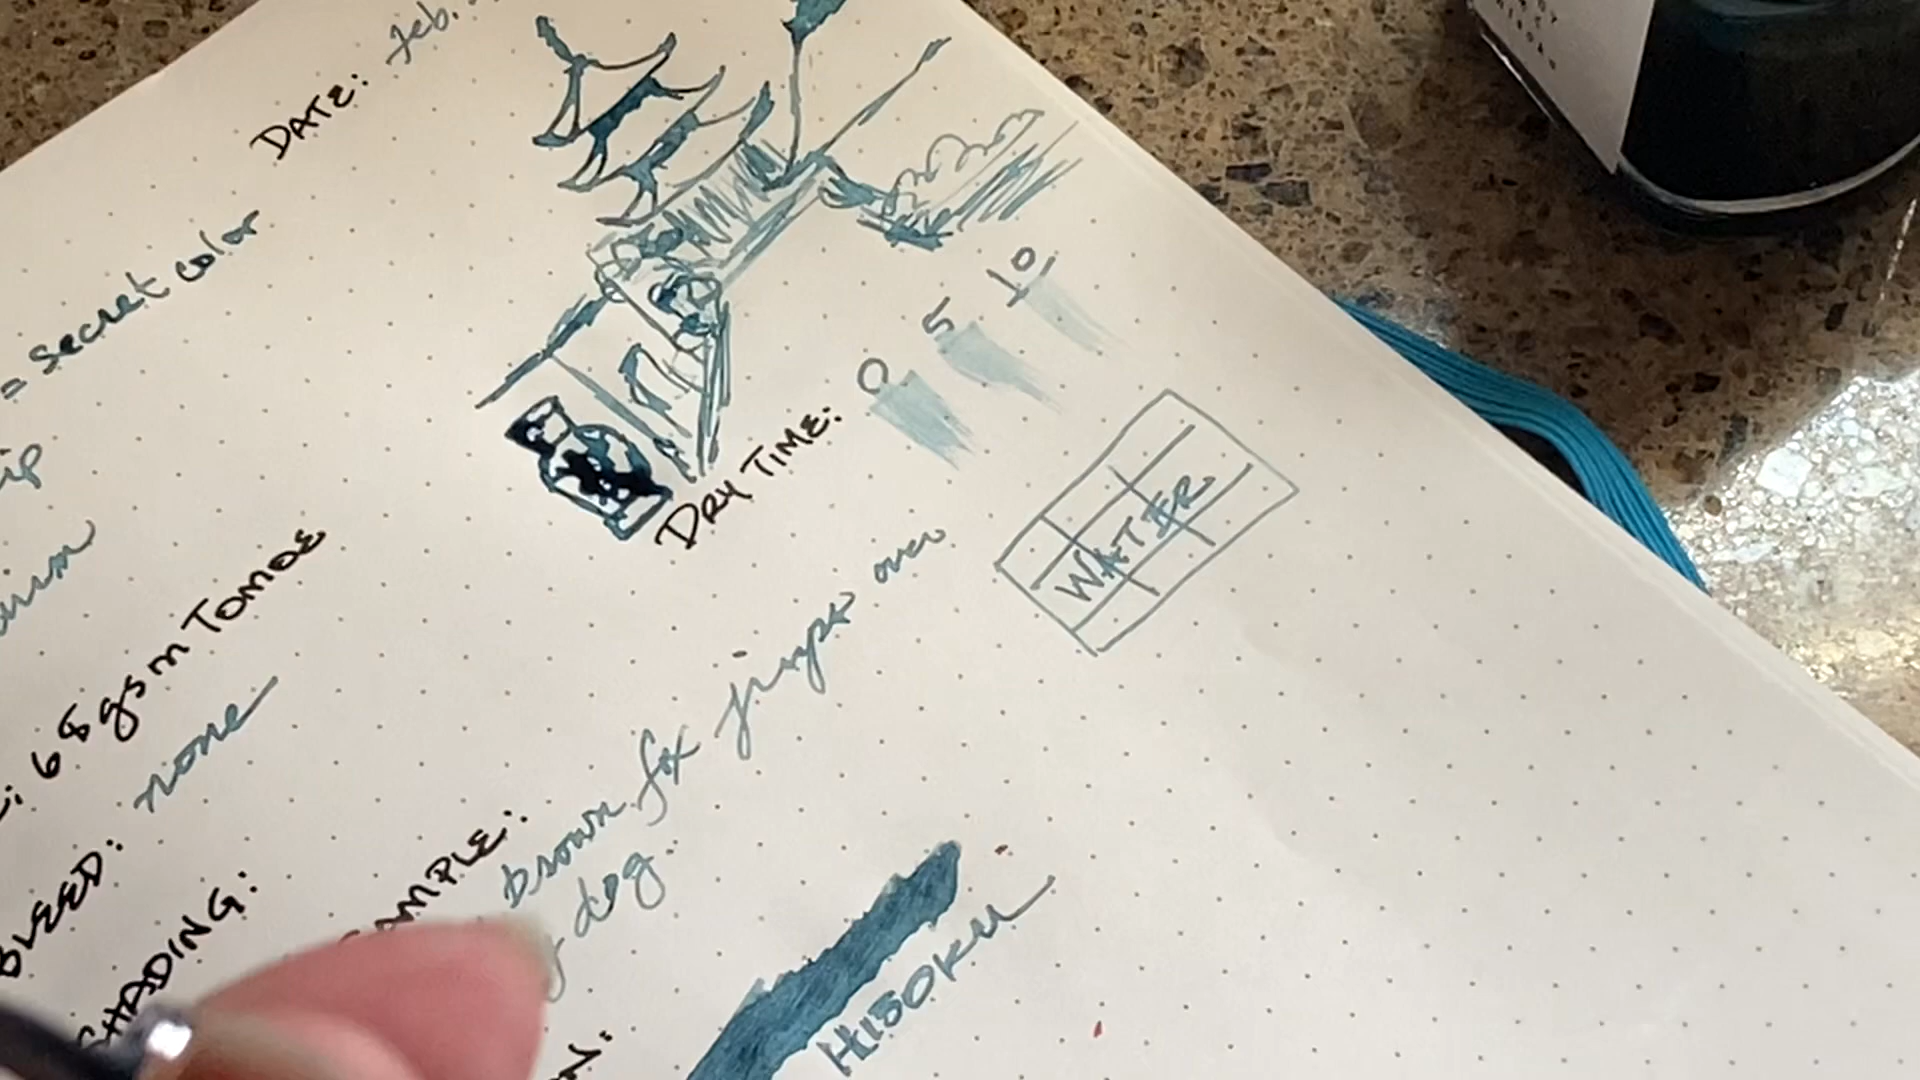 DATE: Feb.
= secret color
68 gsm TOMOE
BLEED: none
SHADING:
DRY TIME: 0 5 10
WATER
brown fox jumps over
dog.
HISOKU